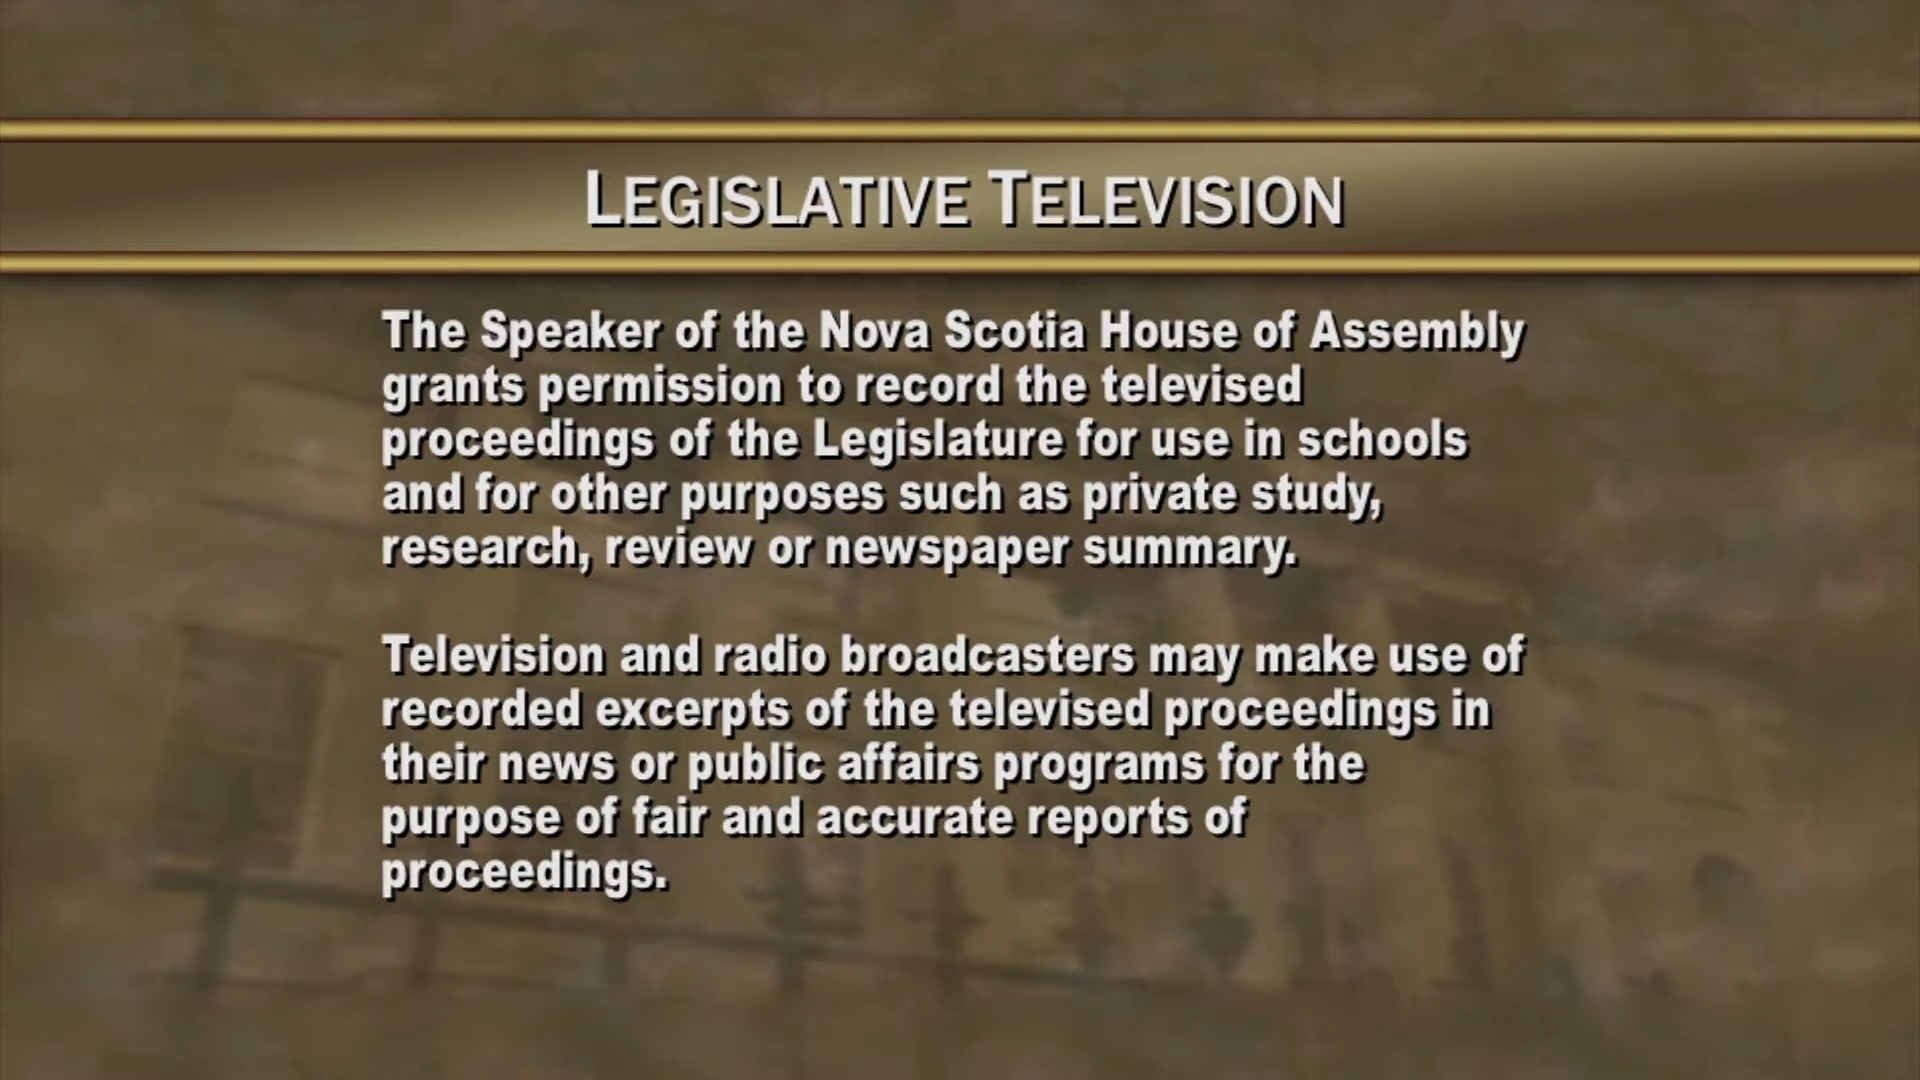 LEGISLATIVE TELEVISION
The Speaker of the Nova Scotia House of Assembly
grants permission to record the televised
proceedings of the Legislature for use in schools
and for other purposes such as private study,
research, review or newspaper summary.
Television and radio broadcasters may make use of
recorded excerpts of the televised proceedings in
their news or public affairs programs for the
purpose of fair and accurate reports of
proceedings.